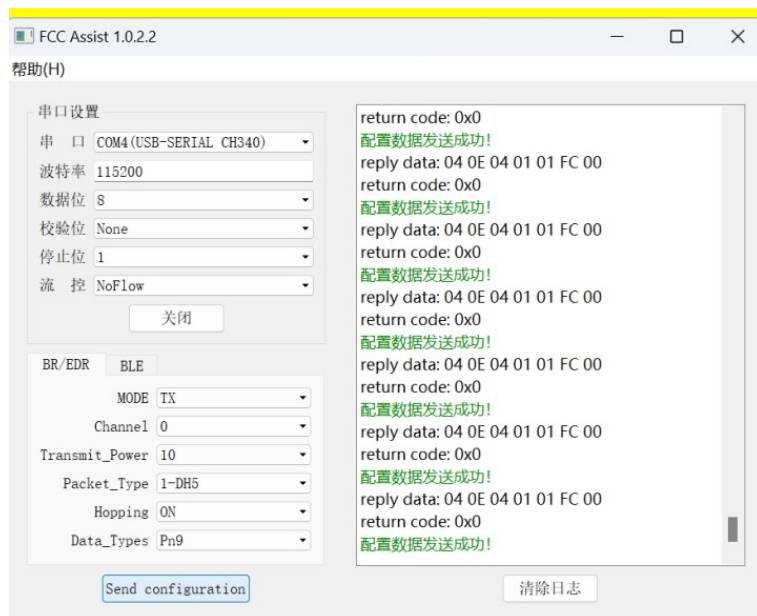 FCC Assist 1.0.2.2
帮助(H)
串口设置
串 口 COM4(USB-SERIAL CH340)
波特率 115200
数据位 8
校验位 None
停止位 1
流 控 NoFlow
关闭
BR/EDR BLE
MODE TX
Channel 0
Transmit_Power 10
Packet_Type 1-DH5
Hopping ON
Data_Types Pn9
Send configuration
return code: 0x0
配置数据发送成功!
reply data: 04 0E 04 01 01 FC 00
return code: 0x0
配置数据发送成功!
reply data: 04 0E 04 01 01 FC 00
return code: 0x0
配置数据发送成功!
reply data: 04 0E 04 01 01 FC 00
return code: 0x0
配置数据发送成功!
reply data: 04 0E 04 01 01 FC 00
return code: 0x0
配置数据发送成功!
reply data: 04 0E 04 01 01 FC 00
return code: 0x0
配置数据发送成功!
reply data: 04 0E 04 01 01 FC 00
return code: 0x0
配置数据发送成功!
清除日志